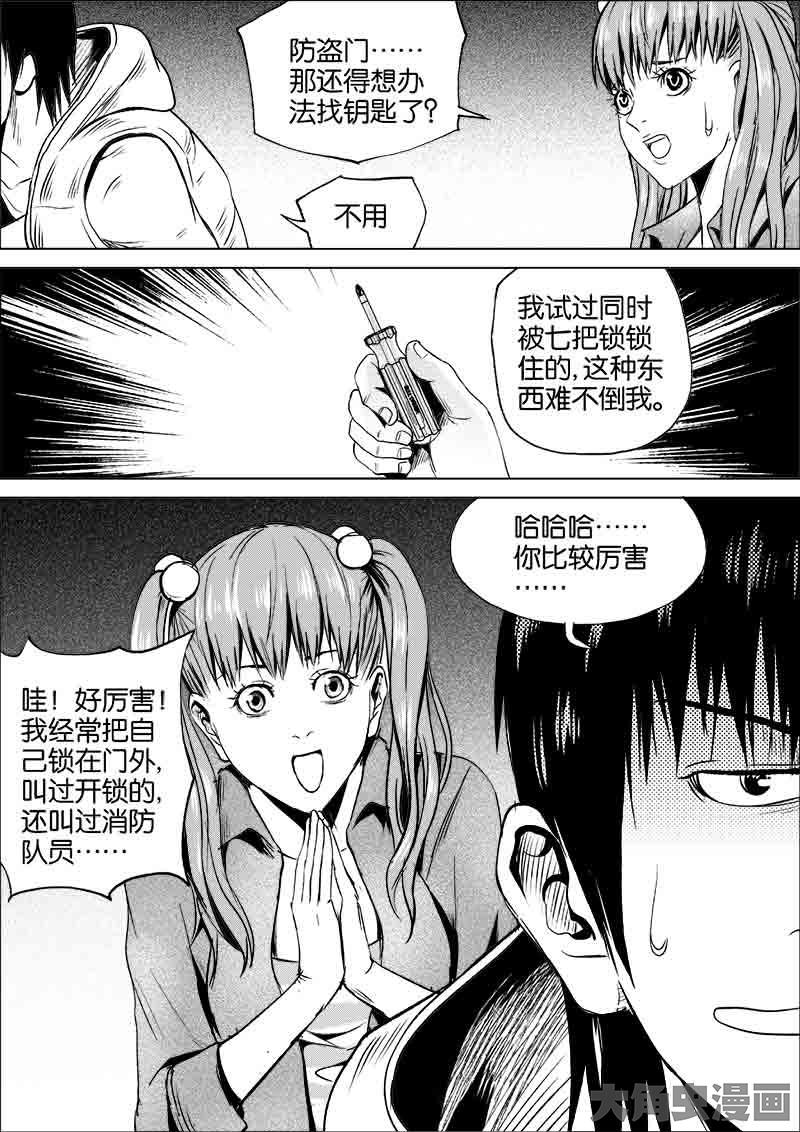 防盗门……
那还得想办
法找钥匙了？
不用
我试过同时
被七把锁锁
住的，这种东
西难不倒我。
哈哈哈……
你比较厉害
……
哇！好厉害！
我经常把自
己锁在门外，
叫过开锁的，
还叫过消防
队员……
大角虫漫画